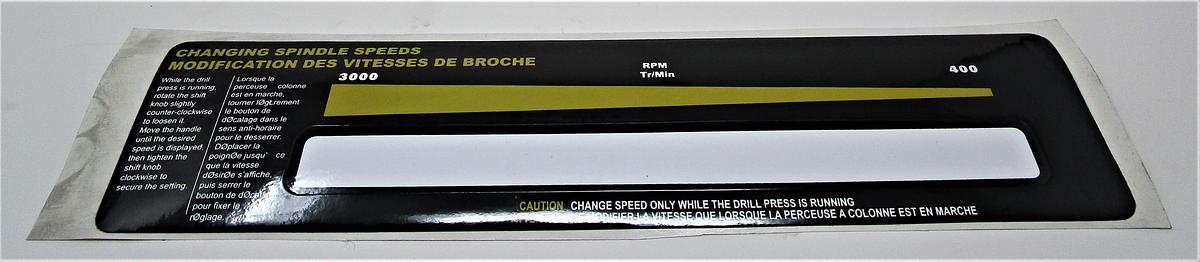 CHANGING SPINDLE SPEEDS
MODIFICATION DES VITESSES DE BROCHE
While the drill
press is running,
rotate the shift
knob slightly
counter-clockwise
to loosen it.
Move the handle
until the desired
speed is displayed,
then tighten the
shift knob
clockwise to
secure the setting.
Lorsque la
perceuse colonne
est en marche,
tourner lØgŁrement
le bouton de
dØcalage dans le
sens anti-horaire
pour le desserrer.
DØplacer la
poignØe jusqu' ce
que la vitesse
dØsirØe s'affiche,
puis serrer le
bouton de
pour fixer le
rØglage.
3000
RPM
Tr/Min
400
CAUTION CHANGE SPEED ONLY WHILE THE DRILL PRESS IS RUNNING
MODIFIER LA VITESSE QUE LORSQUE LA PERCEUSE A COLONNE EST EN MARCHE